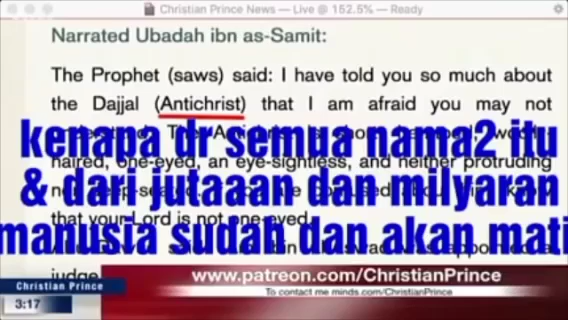 Christian Prince News — Live @ 152.5% — Ready
Narrated Ubadah ibn as-Samit:
The Prophet (saws) said: I have told you so much about
the Dajjal (Antichrist) that I am afraid you may not
kenapa dr semua nama2 itu
haired, one-eyed, an eye-sightless, and neither protruding
& dari jutaaan dan milyaran
that your Lord is not one-eyed.
manusia sudah dan akan mati
judge
www.patreon.com/ChristianPrince
Christian Prince
To contact me minds.com/ChristianPrince
3:17